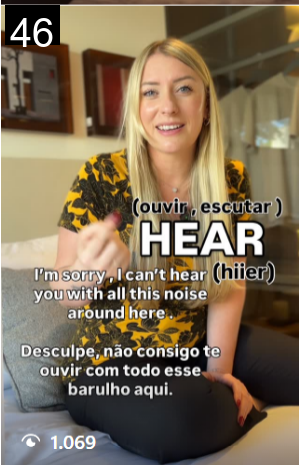 46
(ouvir , escutar )
HEAR
(hiier)
I'm sorry , I can't hear
you with all this noise
around here .
Desculpe, não consigo te
ouvir com todo esse
barulho aqui.
1.069